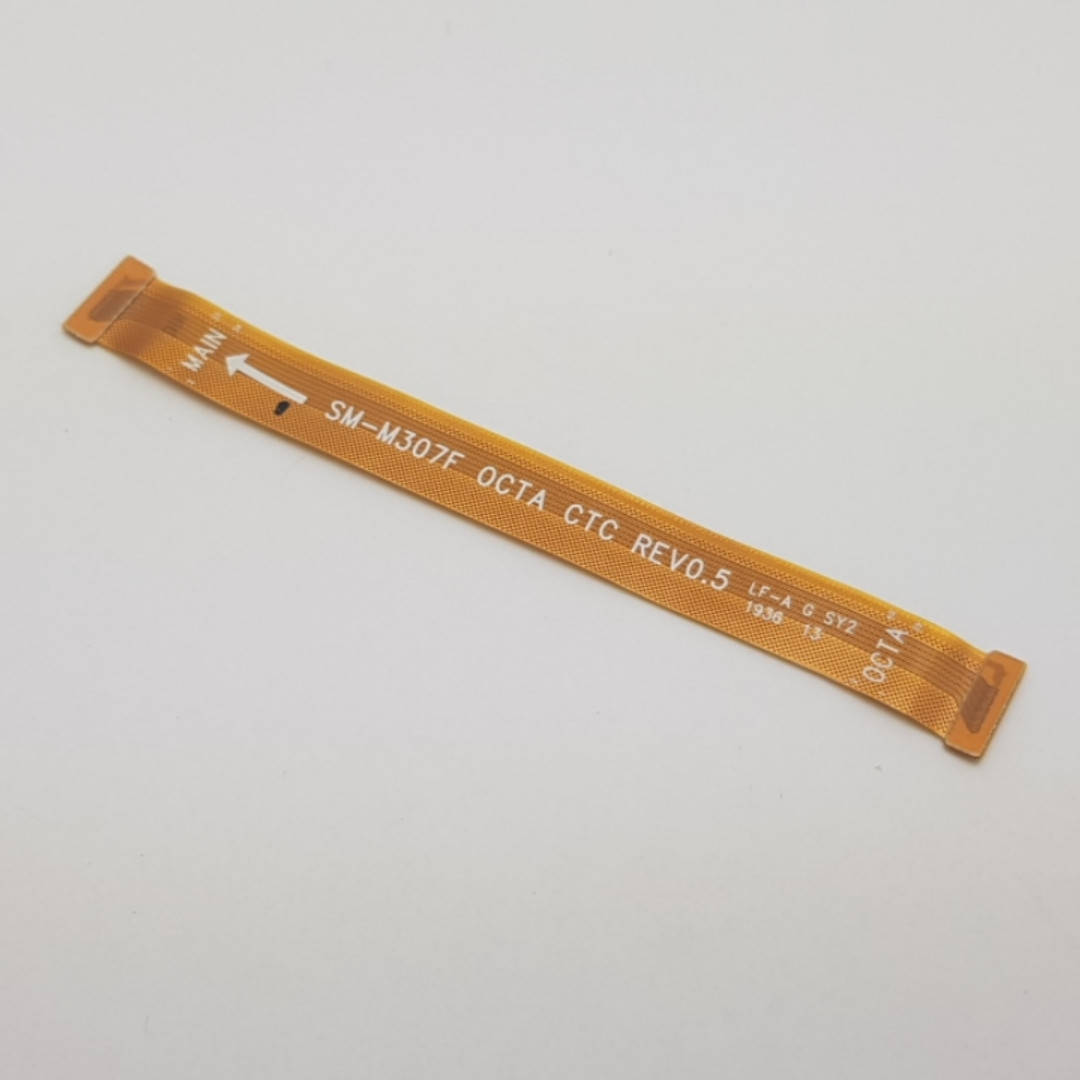 MAIN
SM-M307F OCTA CTC REV0.5
LF-A G SY2
1936 13
OCTA